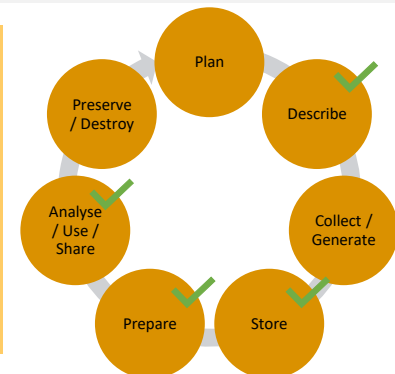 Plan
Describe
Collect /
Generate
Store
Prepare
Analyse
/ Use /
Share
Preserve
/ Destroy